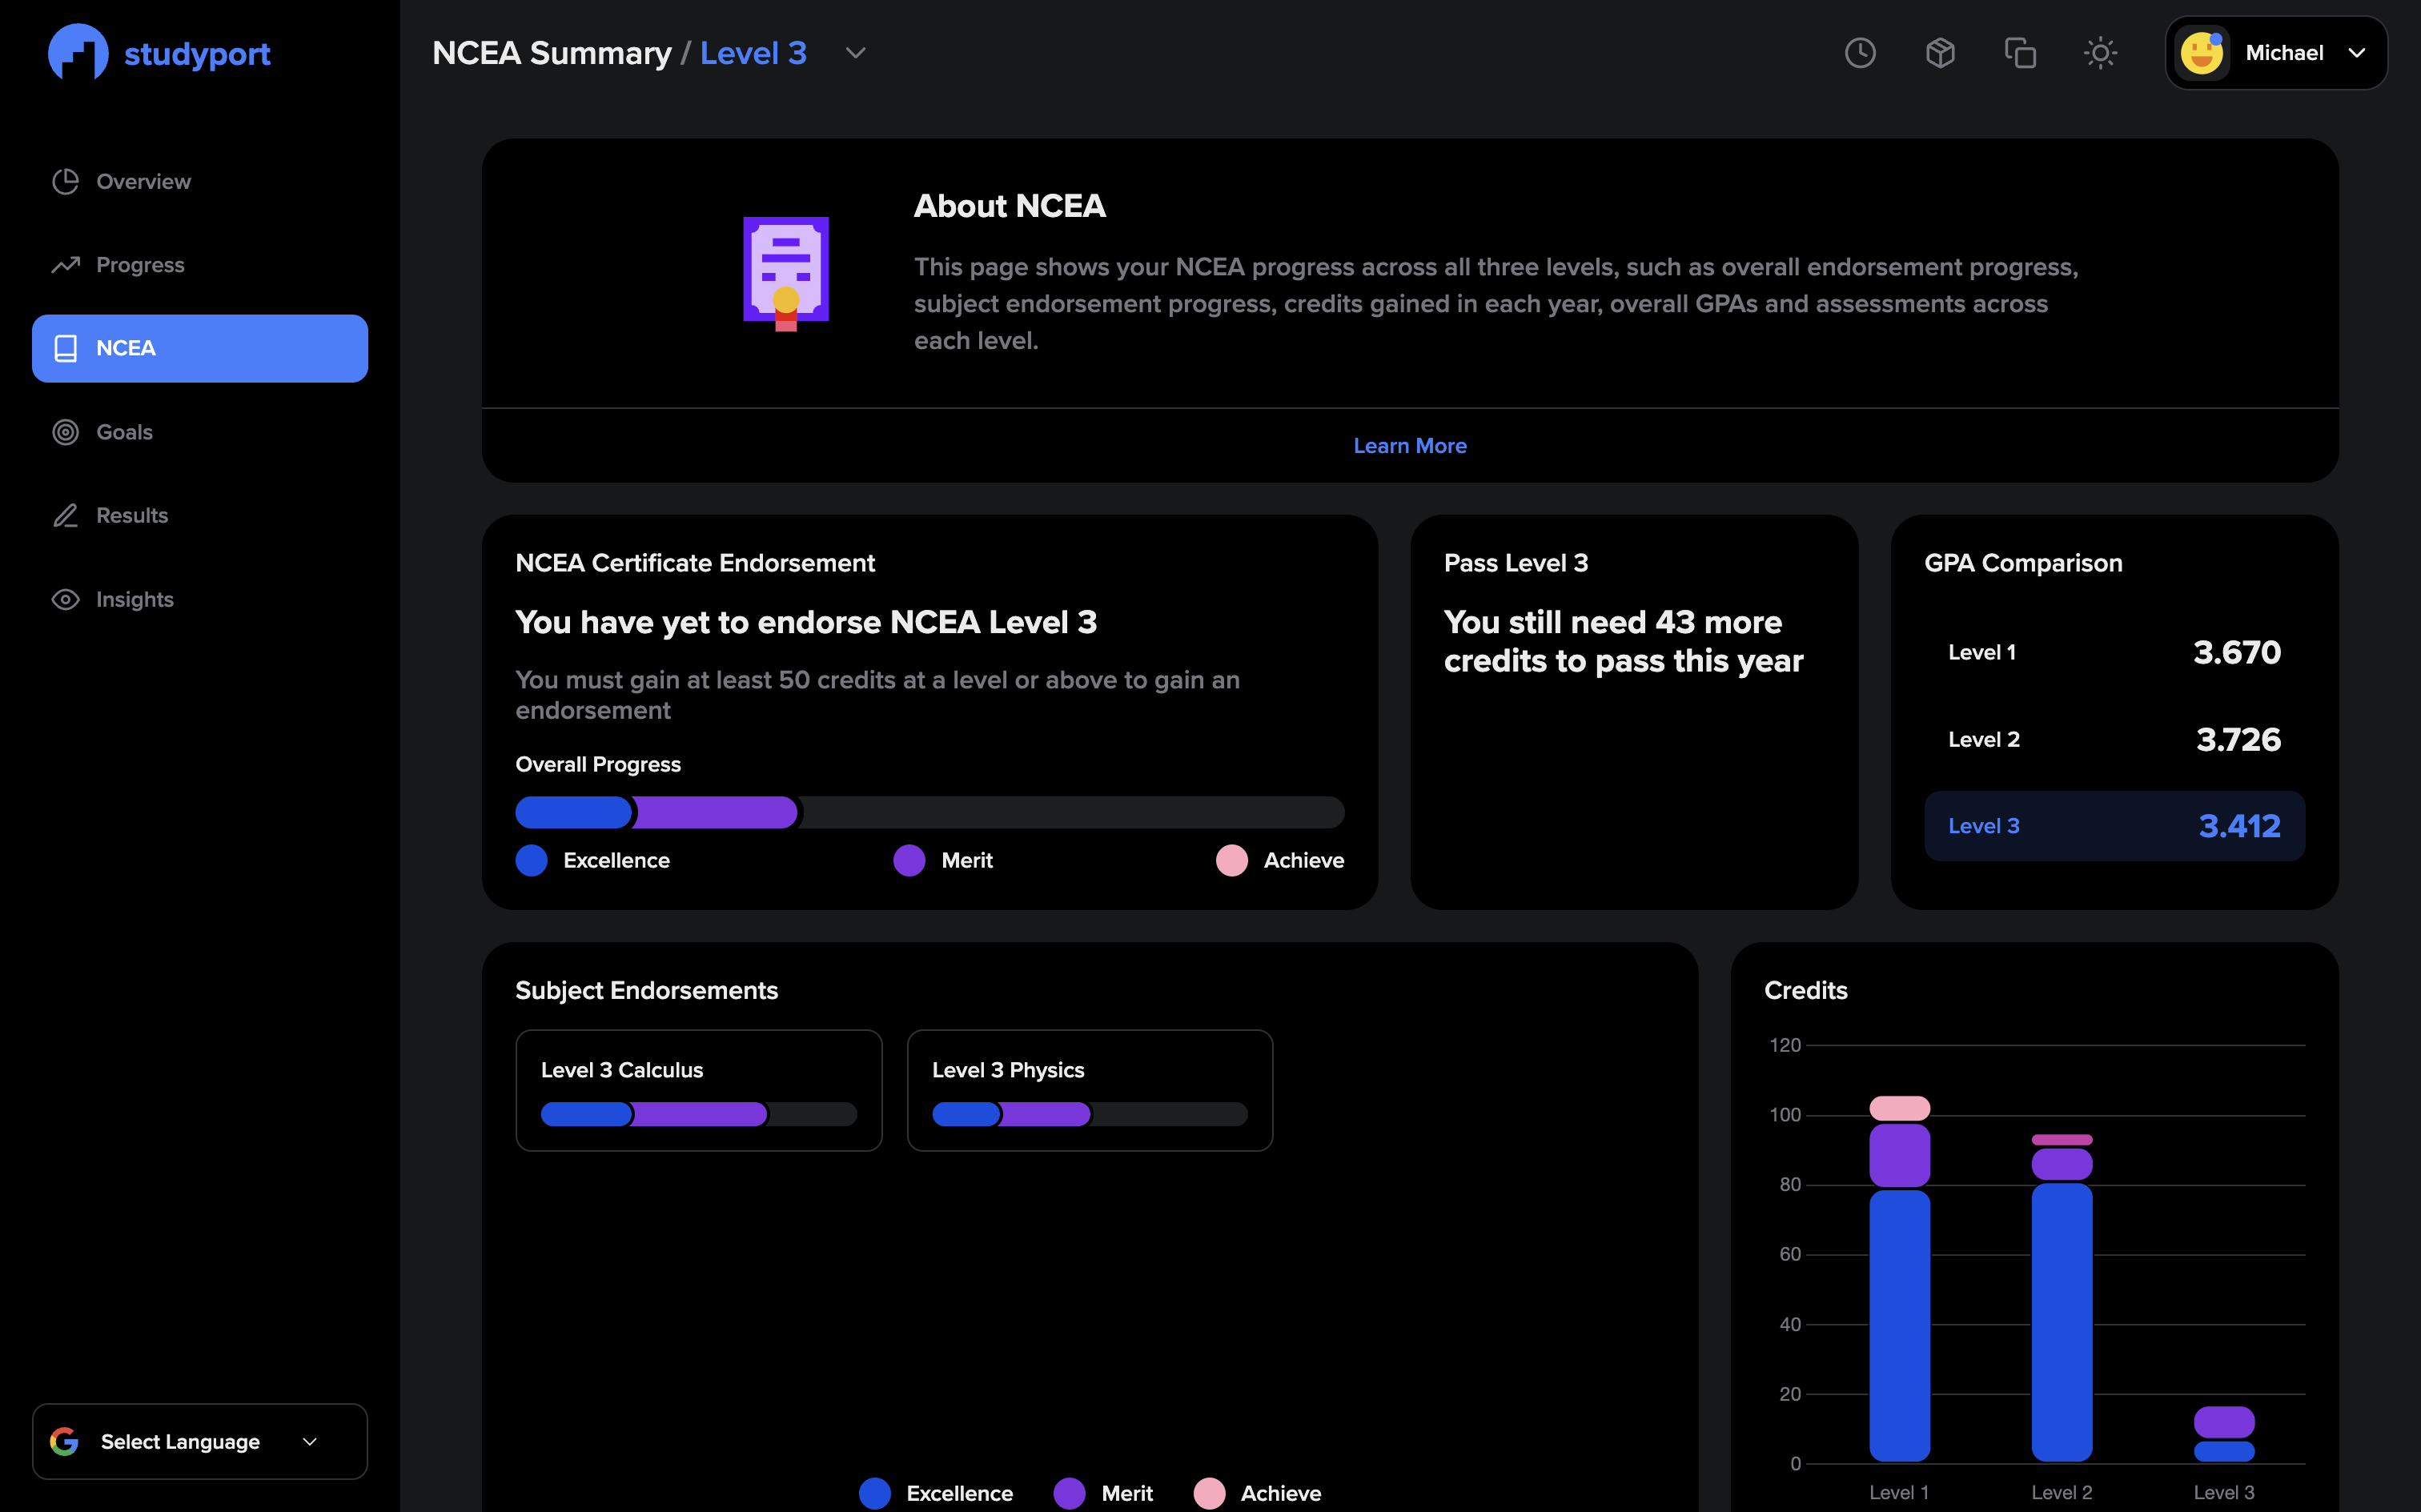 studyport
NCEA Summary / Level 3
Michael
Overview
Progress
NCEA
Goals
Results
Insights
Select Language
About NCEA
This page shows your NCEA progress across all three levels, such as overall endorsement progress,
subject endorsement progress, credits gained in each year, overall GPAs and assessments across
each level.
Learn More
NCEA Certificate Endorsement
You have yet to endorse NCEA Level 3
You must gain at least 50 credits at a level or above to gain an
endorsement
Overall Progress
Excellence
Merit
Achieve
Pass Level 3
You still need 43 more
credits to pass this year
GPA Comparison
Level 1 3.670
Level 2 3.726
Level 3 3.412
Subject Endorsements
Level 3 Calculus
Level 3 Physics
Excellence
Merit
Achieve
Credits
120
100
80
60
40
20
0
Level 1
Level 2
Level 3